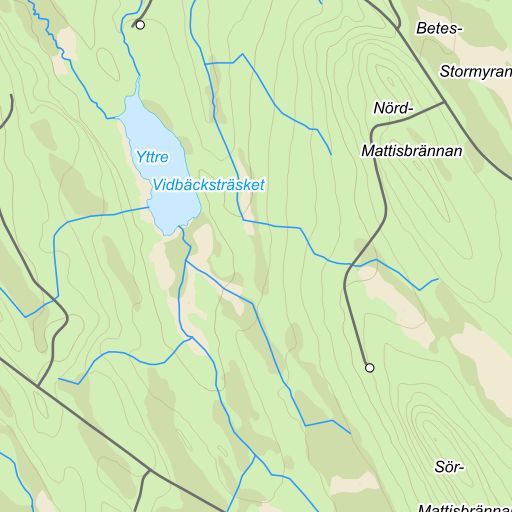 Betes-
Stormyran
Nörd-
Mattisbrännan
Yttre
Vidbäcksträsket
Sör-
Mattisbrännan